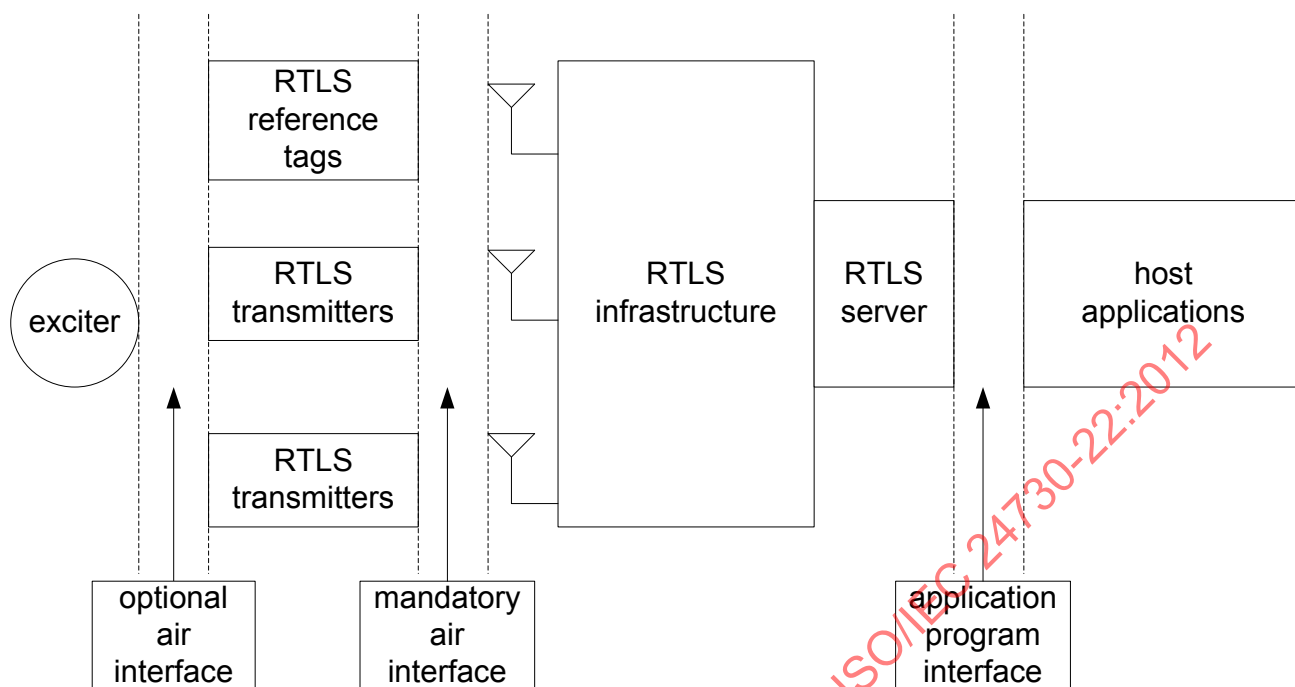 RTLS
reference
tags
exciter
RTLS
transmitters
RTLS
transmitters
RTLS
infrastructure
RTLS
server
host
applications
optional
air
interface
mandatory
air
interface
application
program
interface
ISO/IEC 24730-22:2012